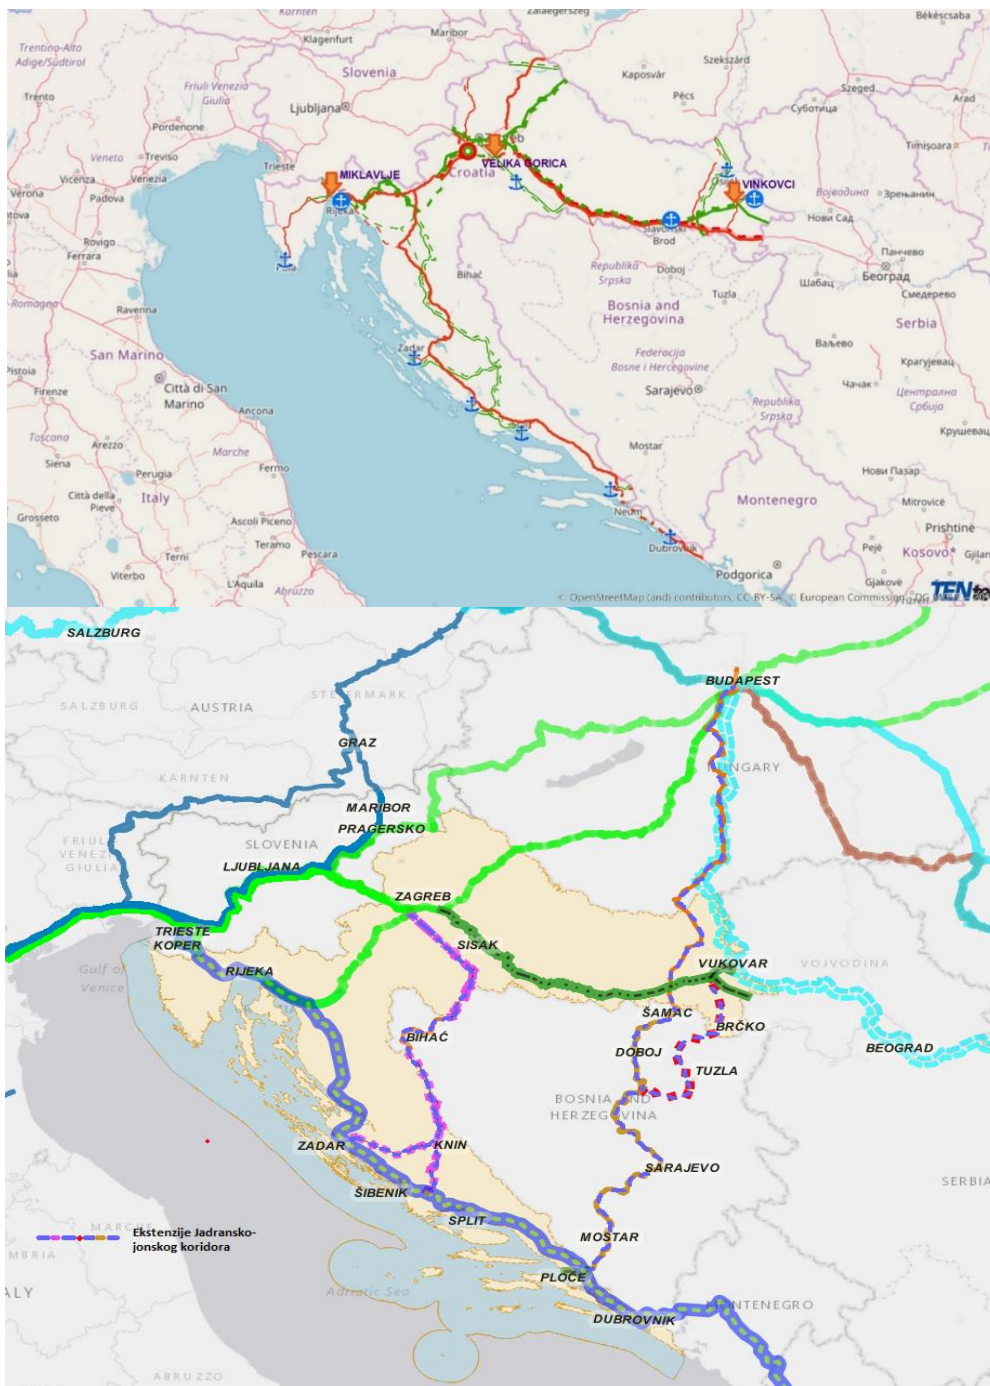 Zalaegerszeg
Kärnten
Maribor
Békéscsaba
Trentino-Alto
Adige/Südtirol
Klagenfurt
Slovenia
Kaposvár
Szekszárd
Friuli Venezia
Giulia
Trento
Ljubljana
Pécs
Szeged
Arad
Суботица
Pordenone
Veneto
Treviso
Trieste
Timișoara
Vicenza
Venezia
MIKLAVLJE
VELIKA GORICA
Croatia
VINKOVCI
Војводина
Зрењанин
Verona
Padova
Rijeka
Нови Сад
Slavonski
Brod
Rovigo
Ferrara
Панчево
Bihać
Republika
Srpska
Doboj
Шабац
Београд
Bosnia and
Herzegovina
Tuzla
Смедерево
-Romagna
Ravenna
Serbia
Ваљево
San Marino
Zadar
Federacija
Bosne i Hercegovine
Крагујевац
Pistoia
Firenze
Città di San
Marino
Sarajevo
Чачак
Централна
Србија
Ancona
Republika
Srpska
Крушевац
Toscana
Arezzo
Marche
Mostar
Siena
Fermo
Нови Пазар
Perugia
Città della
Pieve
Italy
Montenegro
Mitrovicë
Grosseto
Neum
Ascoli Piceno
Prishtine
Teramo
Dubrovnik
Pejë
Kosovo*
Gjilan
Terni
Pescara
Viterbo
L'Aquila
Abruzzo
Podgorica
Gjakovë
© OpenStreetMap (and) contributors, CC-BY-SA, © European Commission,
TEN
SALZBURG
BUDAPEST
STEIERMARK
SALZBURG
AUSTRIA
GRAZ
HUNGARY
KÄRNTEN
MARIBOR
PRAGERSKO
FRIULI
VENEZIA
GIULIA
SLOVENIA
LJUBLJANA
ZAGREB
TRIESTE
KOPER
SISAK
VUKOVAR
VOJVODINA
Gulf of
Venice
RIJEKA
ŠAMAC
BRČKO
BIHAĆ
DOBOJ
BEOGRAD
TUZLA
BOSNIA AND
HERZEGOVINA
ZADAR
KNIN
SARAJEVO
SERBIA
ŠIBENIK
SPLIT
MARCHE
Ekstenzije Jadransko-
jonskog koridora
MOSTAR
MBRIA
PLOČE
ALY
Adriatic Sea
MONTENEGRO
DUBROVNIK
ABRUZZO